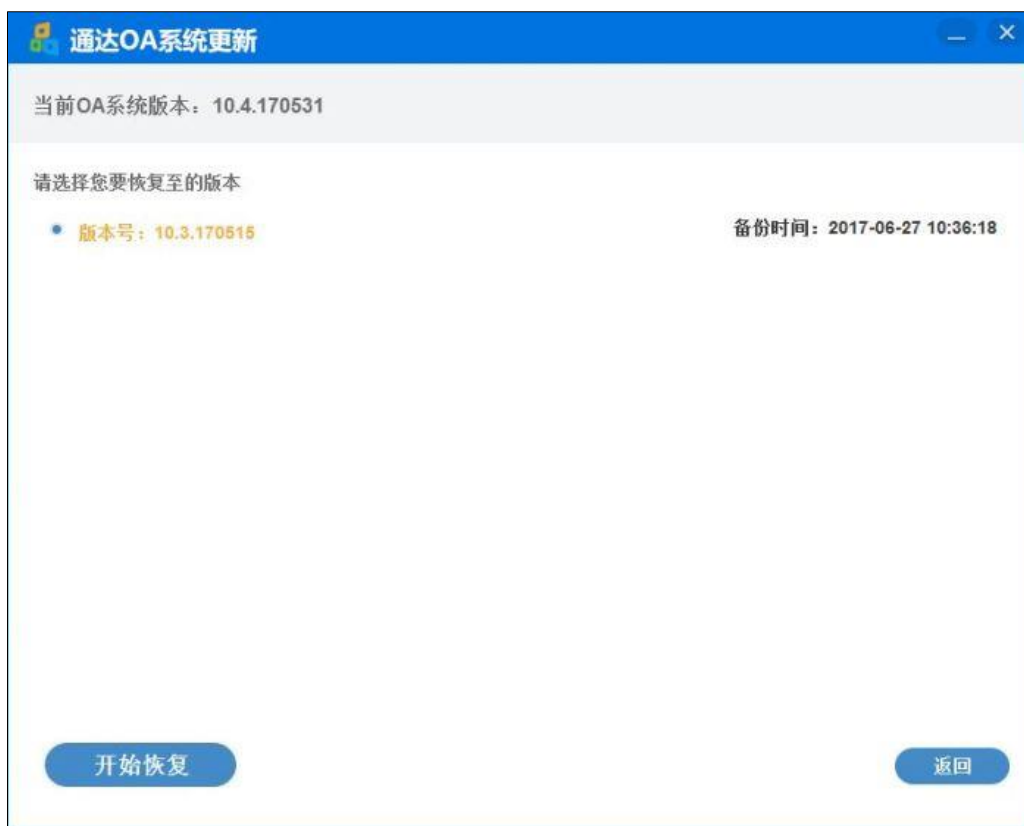 通达OA系统更新
当前OA系统版本：10.4.170531
请选择您要恢复至的版本
版本号：10.3.170515 备份时间：2017-06-27 10:36:18
开始恢复 返回